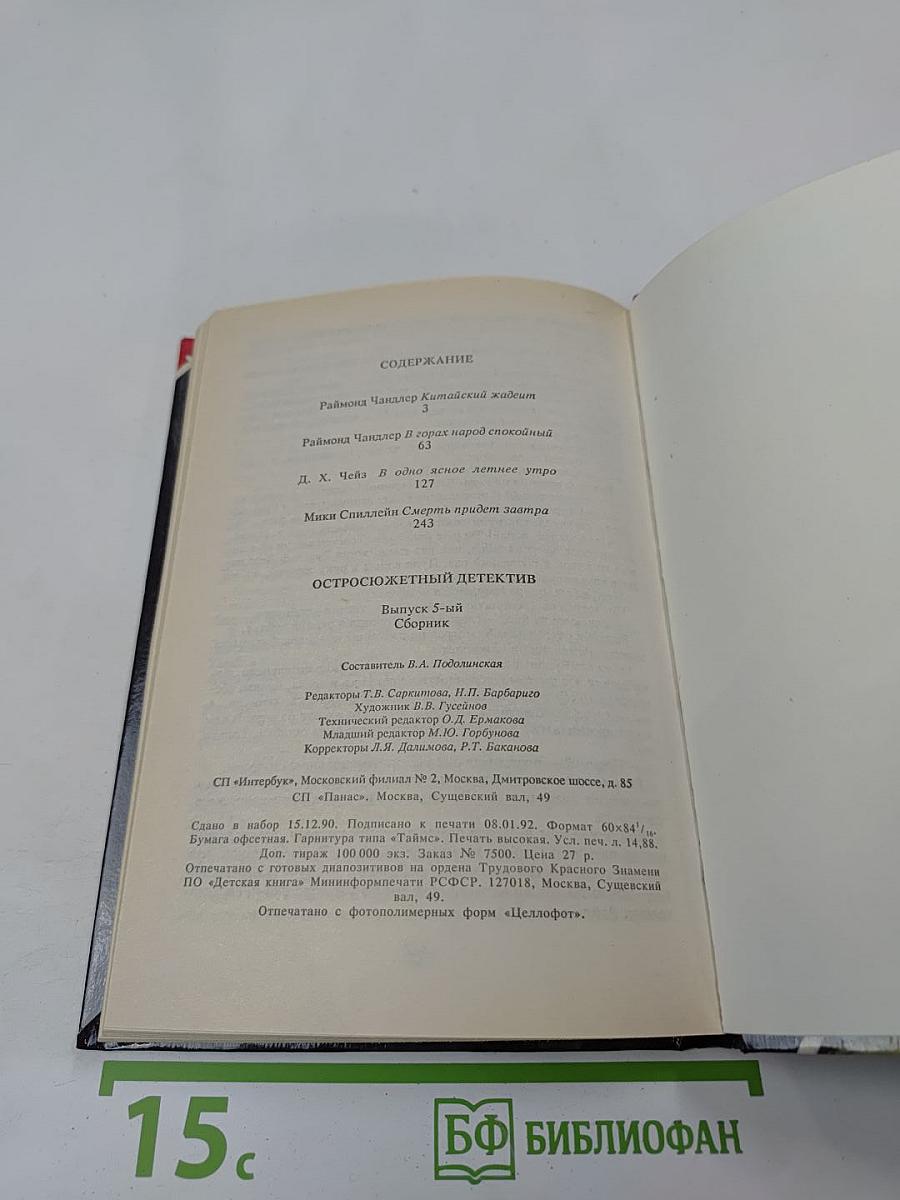 СОДЕРЖАНИЕ
Раймонд Чандлер Китайский жадеит
3
Раймонд Чандлер В горах народ спокойный
63
Д. Х. Чейз В одно ясное летнее утро
127
Мики Спиллейн Смерть придет завтра
243
ОСТРОСЮЖЕТНЫЙ ДЕТЕКТИВ
Выпуск 5-ый
Сборник
Составитель В.А. Подолинская
Редакторы Т.В. Саркитова, И.П. Барбариго
Художник В.В. Гусейнов
Технический редактор О.Д. Ермакова
Младший редактор М.Ю. Горбунова
Корректоры Л.Я. Далимова, Р.Т. Баканова
СП «Интербук», Московский филиал № 2, Москва, Дмитровское шоссе, д. 85
СП «Панас». Москва, Сущевский вал, 49
Сдано в набор 15.12.90. Подписано к печати 08.01.92. Формат 60×84¹/₁₆.
Бумага офсетная. Гарнитура типа «Таймс». Печать высокая. Усл. печ. л. 14,88.
Доп. тираж 100 000 экз. Заказ № 7500. Цена 27 р.
Отпечатано с готовых диапозитивов на ордена Трудового Красного Знамени
ПО «Детская книга» Мининформпечати РСФСР. 127018, Москва, Сущевский
вал, 49.
Отпечатано с фотополимерных форм «Целлофот».
15 с
БФ БИБЛИОФАН